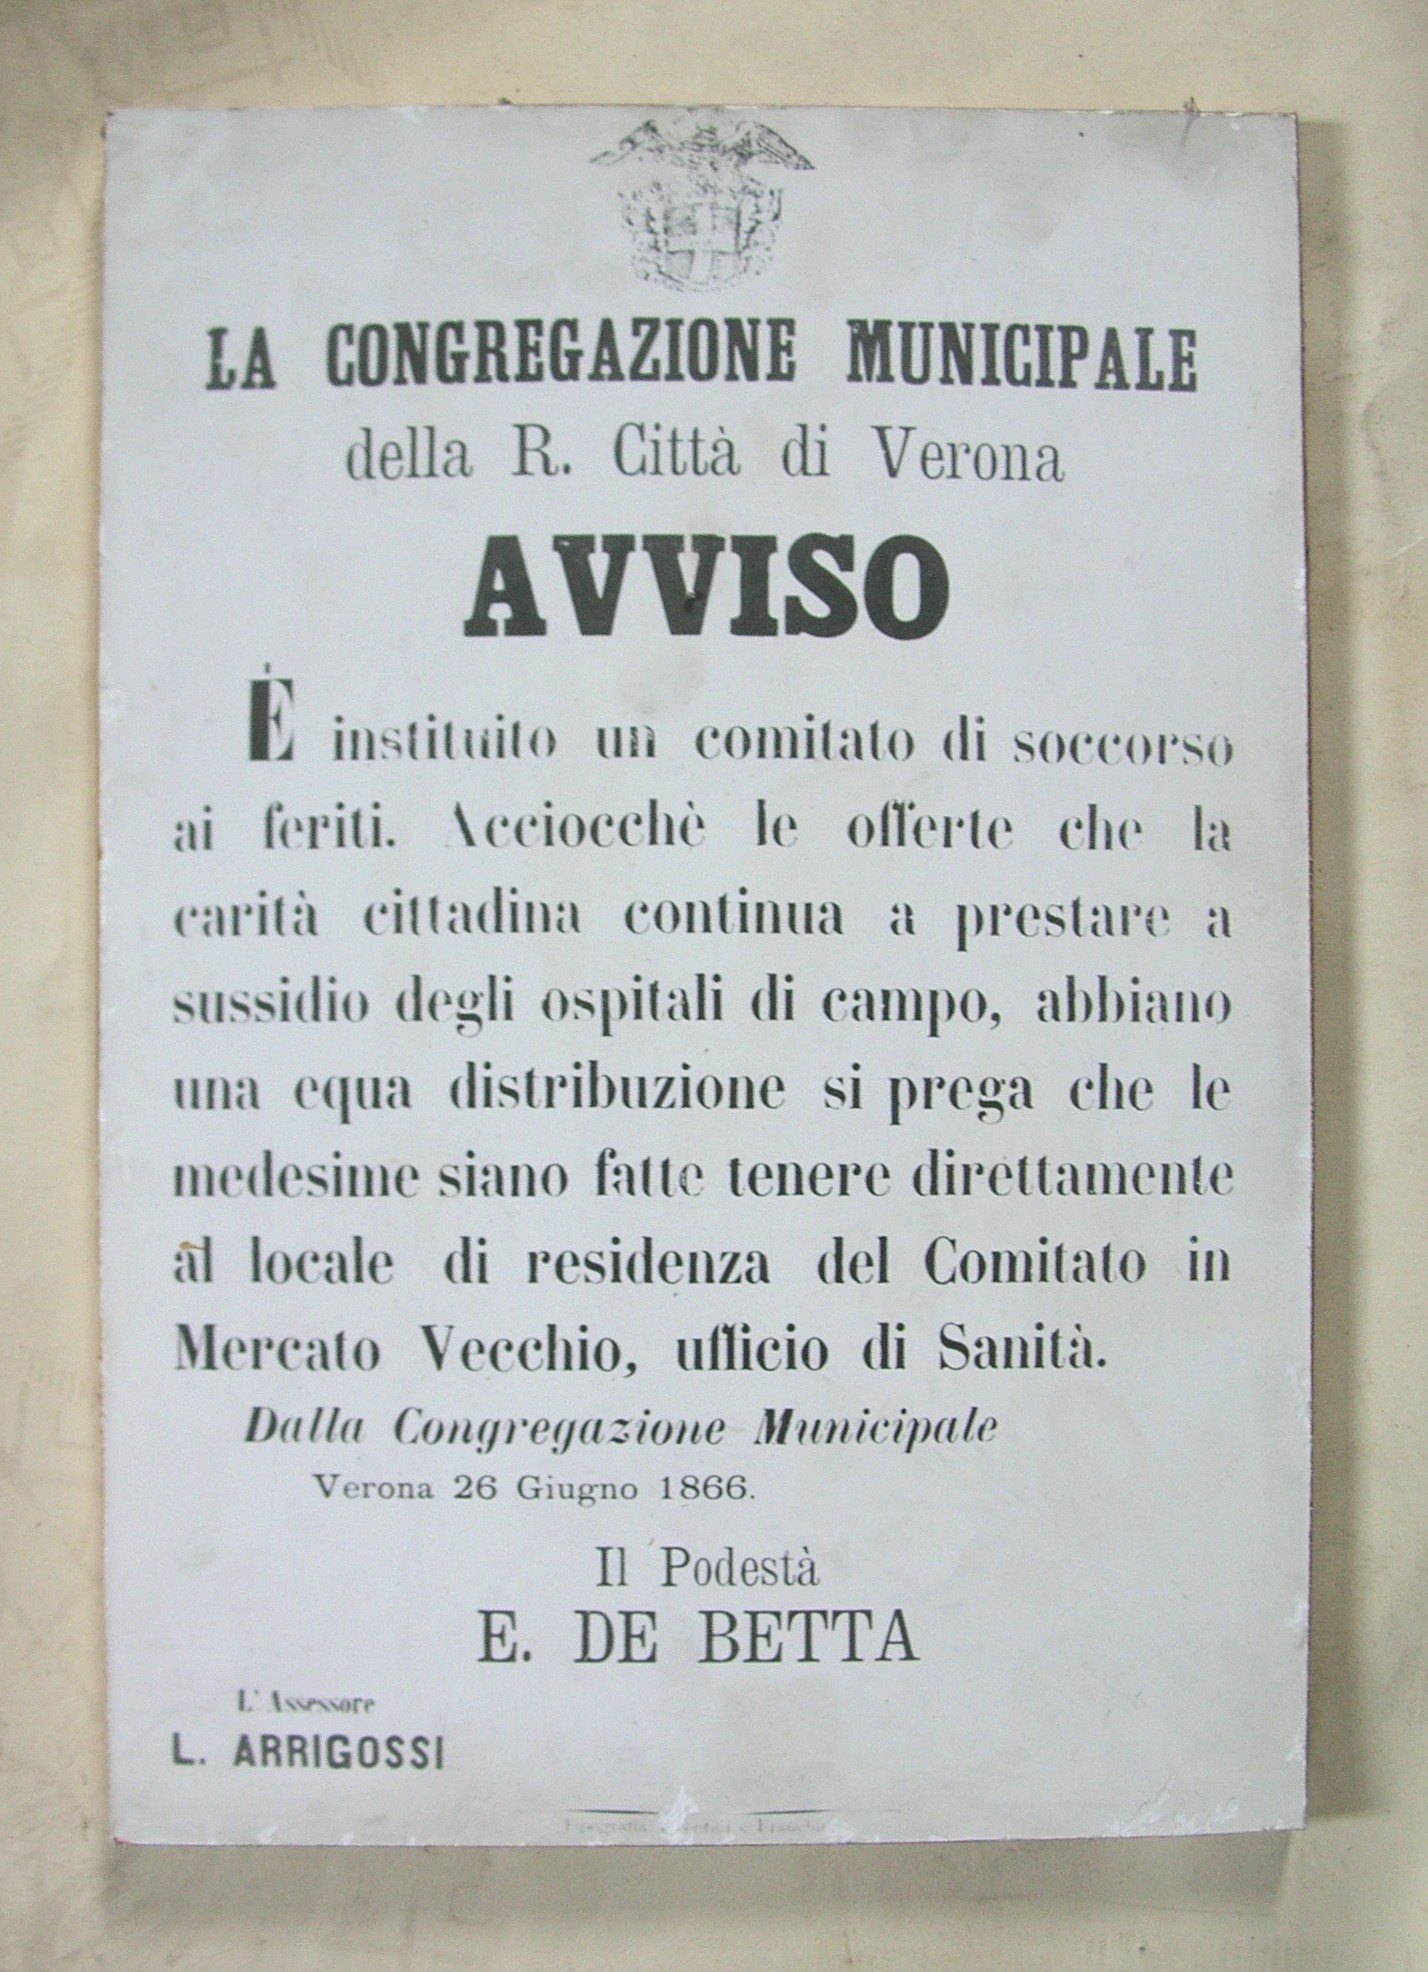 LA CONGREGAZIONE MUNICIPALE
della R. Città di Verona
AVVISO
È instituito un comitato di soccorso
ai feriti. Acciocchè le offerte che la
carità cittadina continua a prestare a
sussidio degli ospitali di campo, abbiano
una equa distribuzione si prega che le
medesime siano fatte tenere direttamente
al locale di residenza del Comitato in
Mercato Vecchio, ufficio di Sanità.
Dalla Congregazione Municipale
Verona 26 Giugno 1866.
Il Podestà
E. DE BETTA
L' Assessore
L. ARRIGOSSI
Tipografia